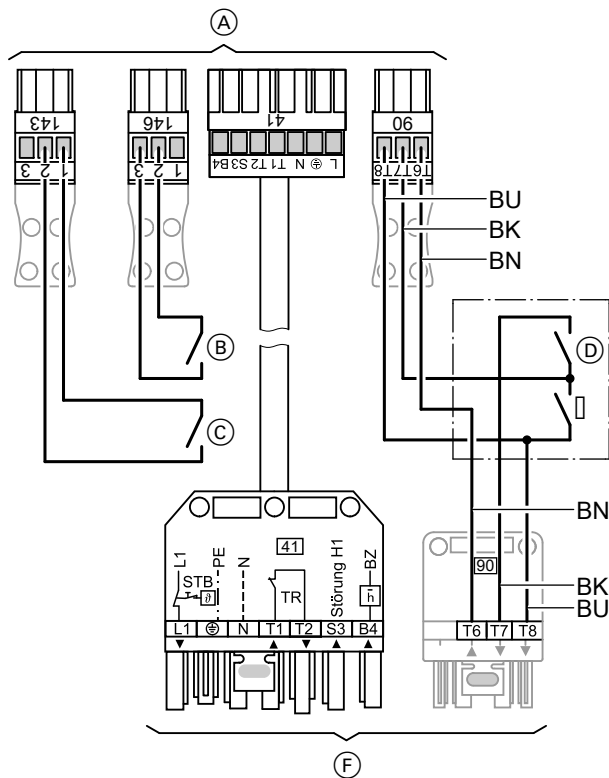 A
143
146
41
90
3 2 1
3 2 1
B4 S3 T2 T1 N L
T8 T7 T6
BU
BK
BN
B
D
C
BN
L1
STB
ϑ
PE
N
41
TR
Störung H1
BZ
h
90
BK
BU
L1 N T1 T2 S3 B4
T6 T7 T8
F